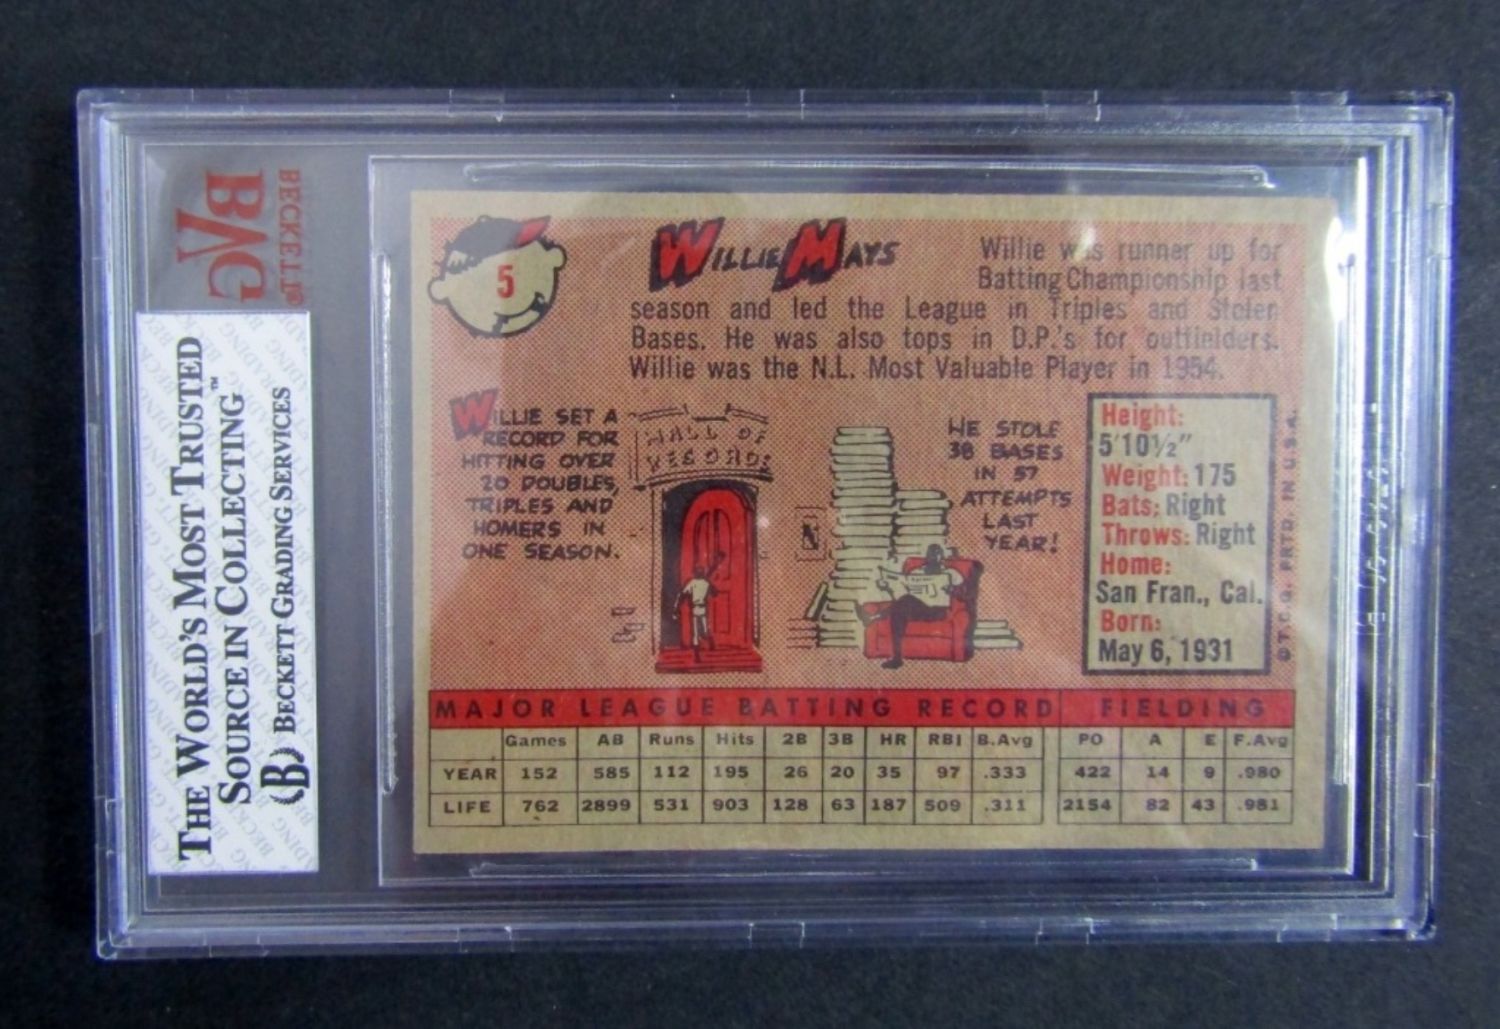 BECKETT®
BVG
THE WORLD'S MOST TRUSTED
SOURCE IN COLLECTING™
B BECKETT GRADING SERVICES
5
WILLIE MAYS
Willie was runner up for
Batting Championship last
season and led the League in Triples and Stolen
Bases. He was also tops in D.P.'s for outfielders.
Willie was the N.L. Most Valuable Player in 1954.
WILLIE SET A
RECORD FOR
HITTING OVER
20 DOUBLES,
TRIPLES AND
HOMERS IN
ONE SEASON.
HALL OF
RECORDS
HE STOLE
38 BASES
IN 57
ATTEMPTS
LAST
YEAR!
Height:
5'10½"
Weight: 175
Bats: Right
Throws: Right
Home:
San Fran., Cal.
Born:
May 6, 1931
©T.C.G. PRTD. IN U.S.A.
MAJOR LEAGUE BATTING RECORD FIELDING
Games AB Runs Hits 2B 3B HR RBI B.Avg PO A E F.Avg
YEAR 152 585 112 195 26 20 35 97 .333 422 14 9 .980
LIFE 762 2899 531 903 128 63 187 509 .311 2154 82 43 .981